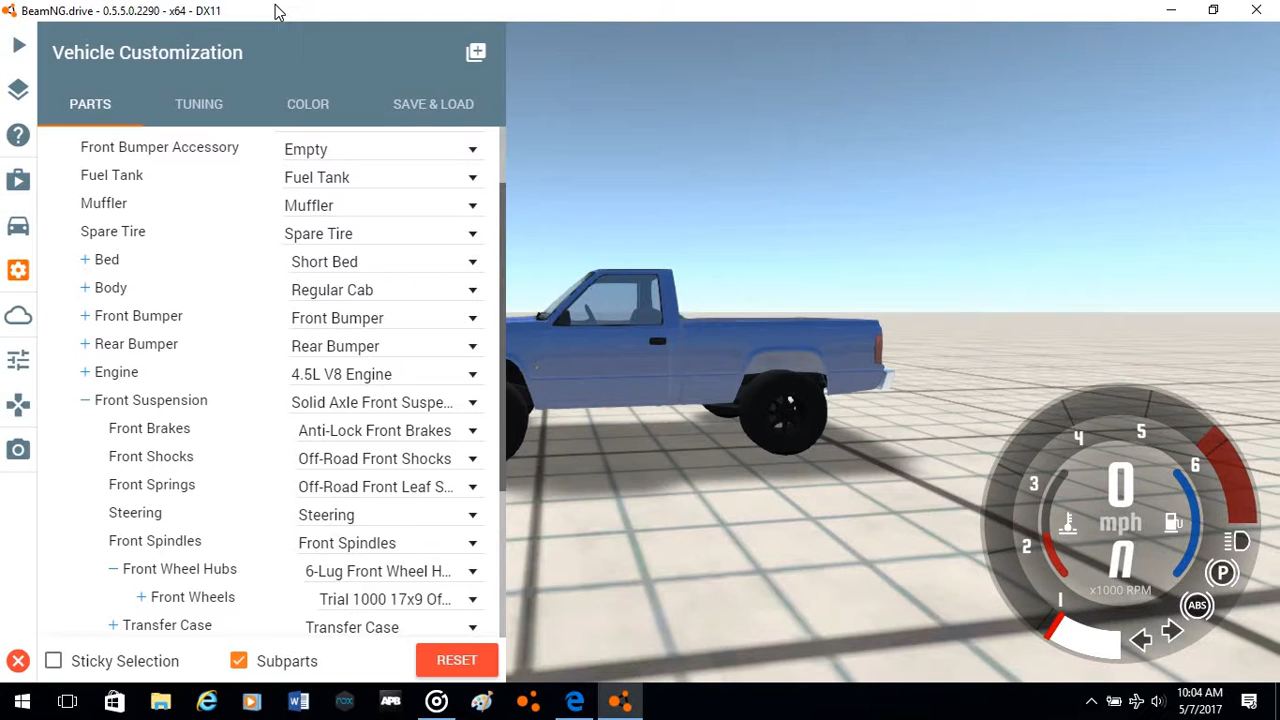 BeamNG.drive - 0.5.5.0.2290 - x64 - DX11
Vehicle Customization
PARTS TUNING COLOR SAVE & LOAD
Front Bumper Accessory Empty
Fuel Tank Fuel Tank
Muffler Muffler
Spare Tire Spare Tire
+ Bed Short Bed
+ Body Regular Cab
+ Front Bumper Front Bumper
+ Rear Bumper Rear Bumper
+ Engine 4.5L V8 Engine
− Front Suspension Solid Axle Front Suspe...
Front Brakes Anti-Lock Front Brakes
Front Shocks Off-Road Front Shocks
Front Springs Off-Road Front Leaf S...
Steering Steering
Front Spindles Front Spindles
− Front Wheel Hubs 6-Lug Front Wheel H...
+ Front Wheels Trial 1000 17x9 Of...
+ Transfer Case Transfer Case
Sticky Selection Subparts RESET
1
2
3
4
5
6
0
mph
n
x1000 RPM
P
ABS
nox
APB
10:04 AM
5/7/2017